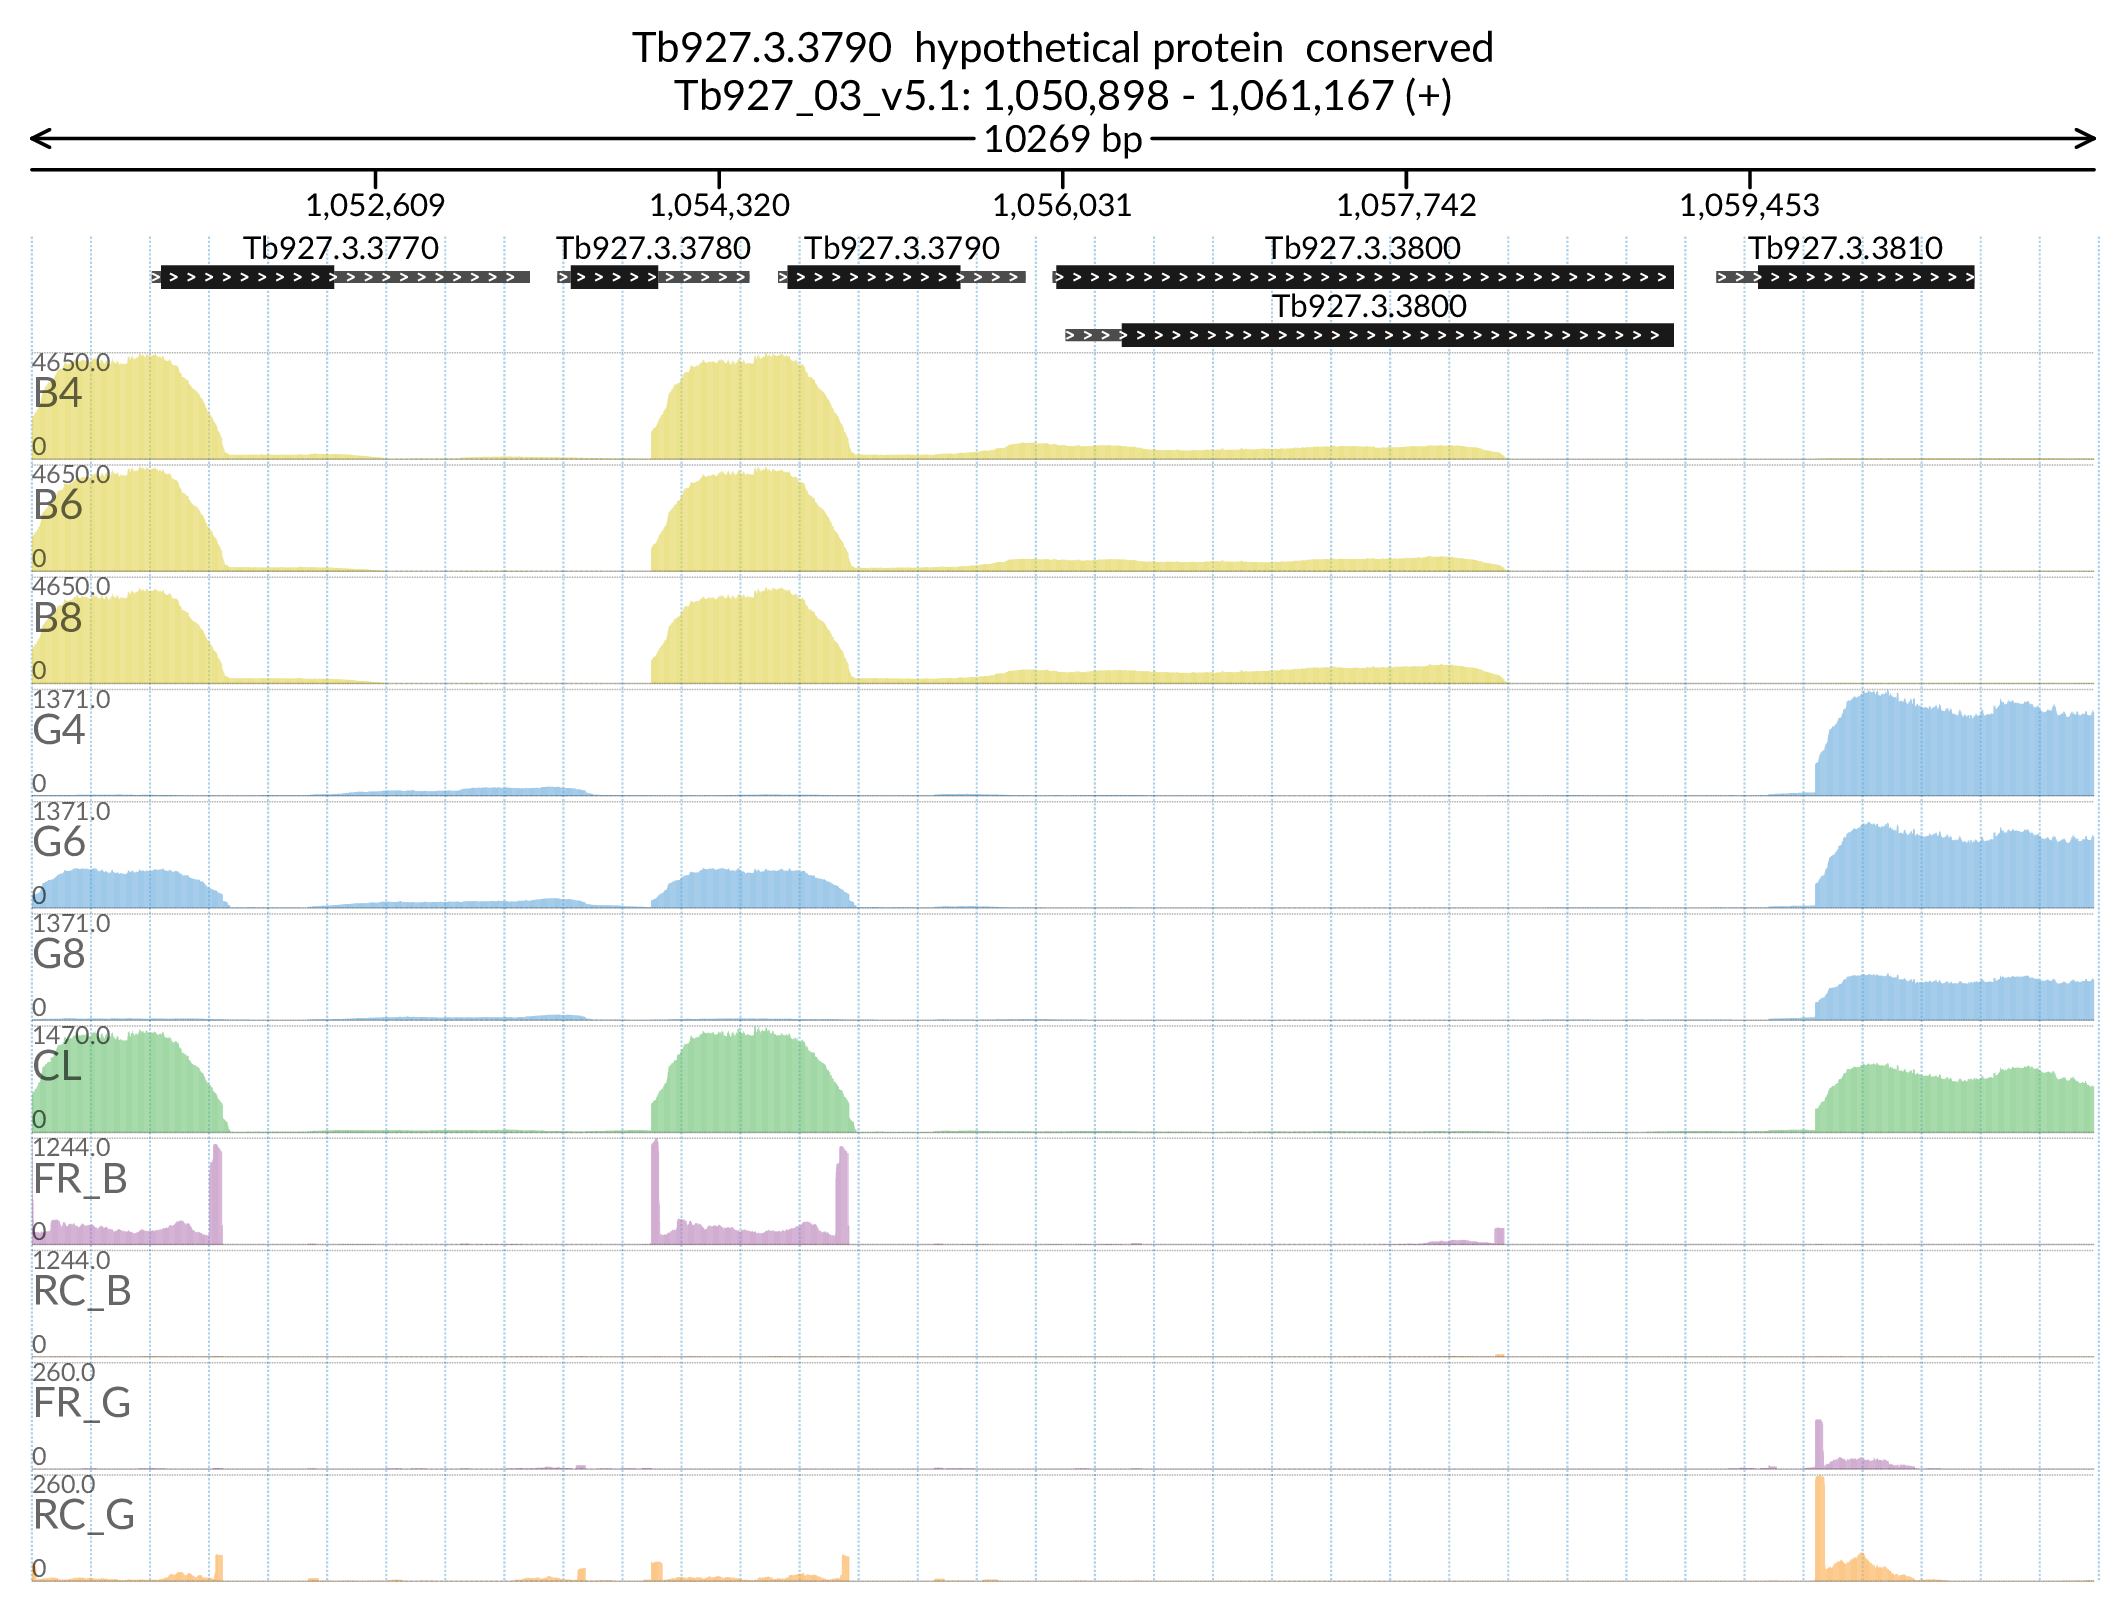 Tb927.3.3790 hypothetical protein conserved
Tb927_03_v5.1: 1,050,898 - 1,061,167 (+)
10269 bp
1,052,609 1,054,320 1,056,031 1,057,742 1,059,453
Tb927.3.3770 Tb927.3.3780 Tb927.3.3790 Tb927.3.3800 Tb927.3.3810
Tb927.3.3800
4650.0
B4
0
4650.0
B6
0
4650.0
B8
0
1371.0
G4
0
1371.0
G6
0
1371.0
G8
0
1470.0
CL
0
1244.0
FR_B
0
1244.0
RC_B
0
260.0
FR_G
0
260.0
RC_G
0